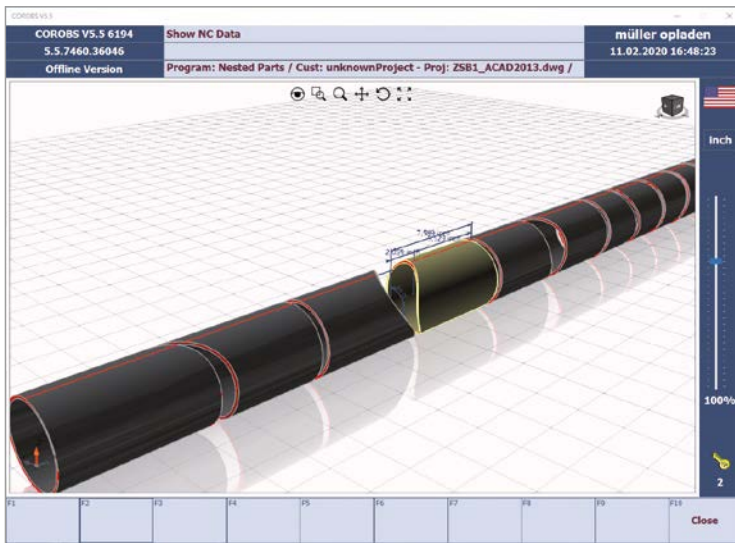 COROBS V5.5
COROBS V5.5 6194
Show NC Data
müller opladen
5.5.7460.36046
11.02.2020 16:48:23
Offline Version
Program: Nested Parts / Cust: unknownProject - Proj: ZSB1_ACAD2013.dwg /
Inch
100%
2
F1
F2
F3
F4
F5
F6
F7
F8
F9
F10
Close